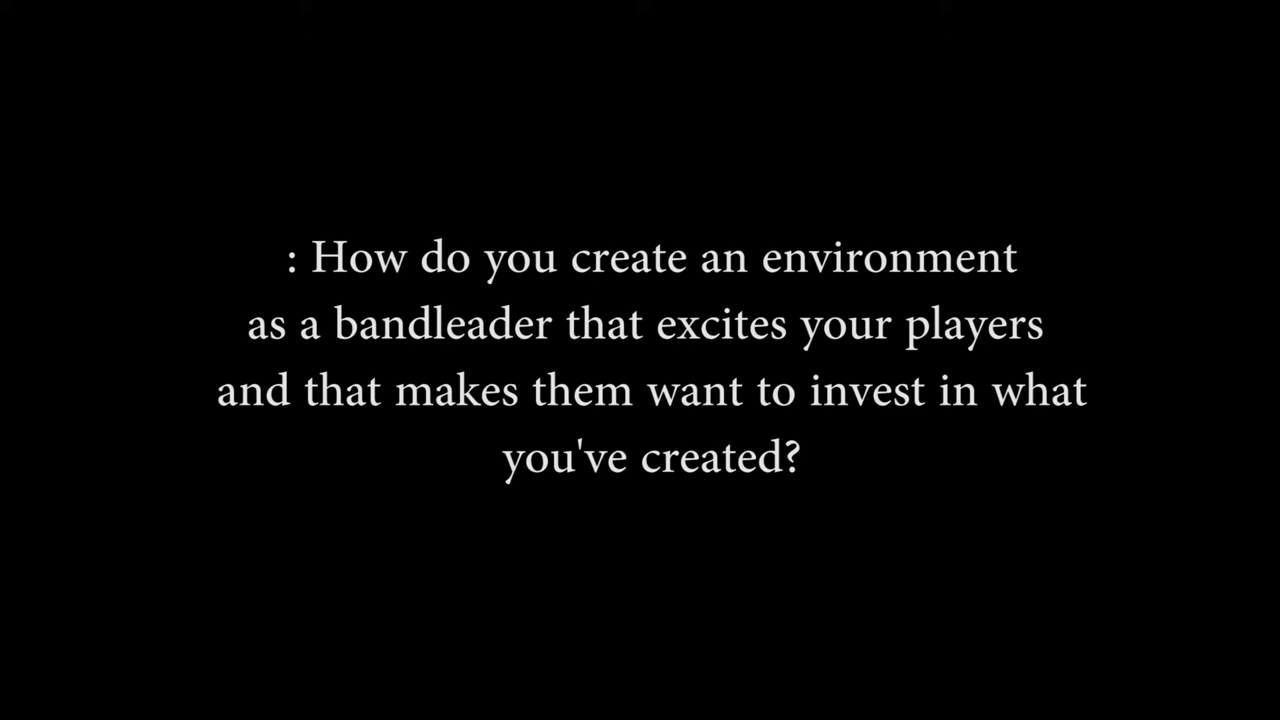 : How do you create an environment
as a bandleader that excites your players
and that makes them want to invest in what
you've created?